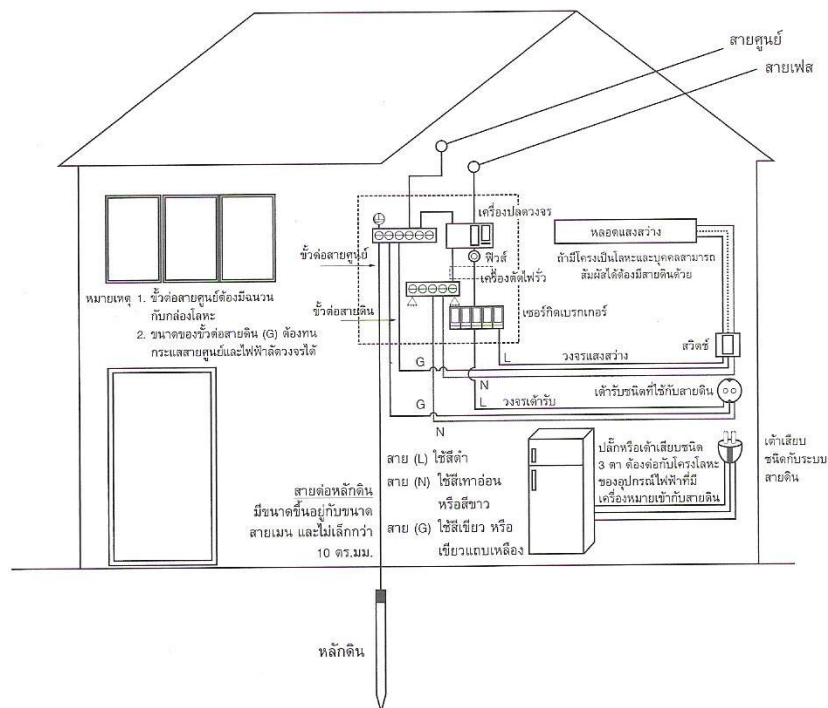 สายศูนย์
สายเฟส
เครื่องปลดวงจร
หลอดแสงสว่าง
ฟิวส์
ถ้ามีโครงเป็นโลหะและบุคคลสามารถ
สัมผัสได้ต้องมีสายดินด้วย
ขั้วต่อสายศูนย์
เครื่องตัดไฟรั่ว
หมายเหตุ 1. ขั้วต่อสายศูนย์ต้องมีฉนวน
กับกล่องโลหะ
2. ขนาดของขั้วต่อสายดิน (G) ต้องทน
กระแสสายศูนย์และไฟฟ้าลัดวงจรได้
ขั้วต่อสายดิน
เซอร์กิตเบรกเกอร์
สวิตช์
L
วงจรแสงสว่าง
G
N
เต้ารับชนิดที่ใช้กับสายดิน
L
วงจรเต้ารับ
G
N
สาย (L) ใช้สีดำ
สาย (N) ใช้สีเทาอ่อน
หรือสีขาว
สาย (G) ใช้สีเขียว หรือ
เขียวแถบเหลือง
ปลั๊กหรือเต้าเสียบชนิด
3 ตา ต้องต่อกับโครงโลหะ
ของอุปกรณ์ไฟฟ้าที่มี
เครื่องหมายเข้ากับสายดิน
เต้าเสียบ
ชนิดกับระบบ
สายดิน
สายต่อหลักดิน
มีขนาดขึ้นอยู่กับขนาด
สายเมน และไม่เล็กกว่า
10 ตร.มม.
หลักดิน